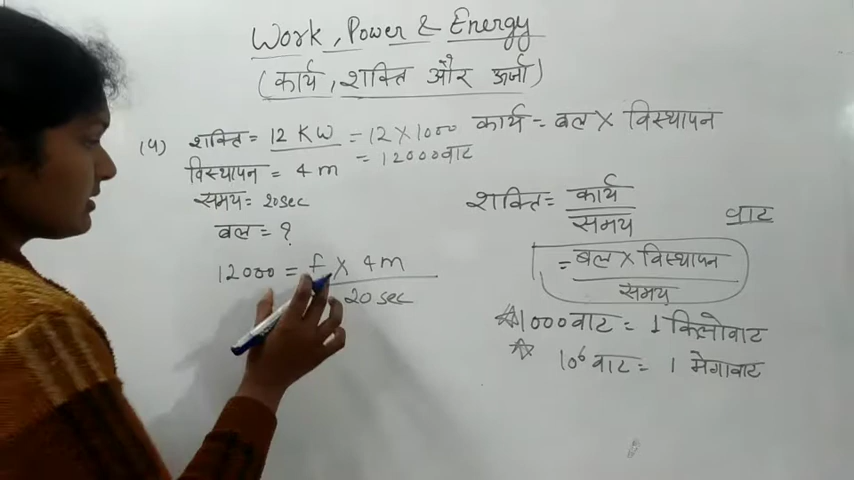 Work, Power & Energy
(कार्य, शक्ति और ऊर्जा)
(4) शक्ति = 12 KW = 12 × 1000
= 12000 वाट
विस्थापन = 4 m
समय = 20 sec
बल = ?
12000 = f × 4 m
20 sec
कार्य = बल × विस्थापन
शक्ति = कार्य
समय
वाट
= बल × विस्थापन
समय
1000 वाट = 1 किलोवाट
10⁶ वाट = 1 मेगावाट